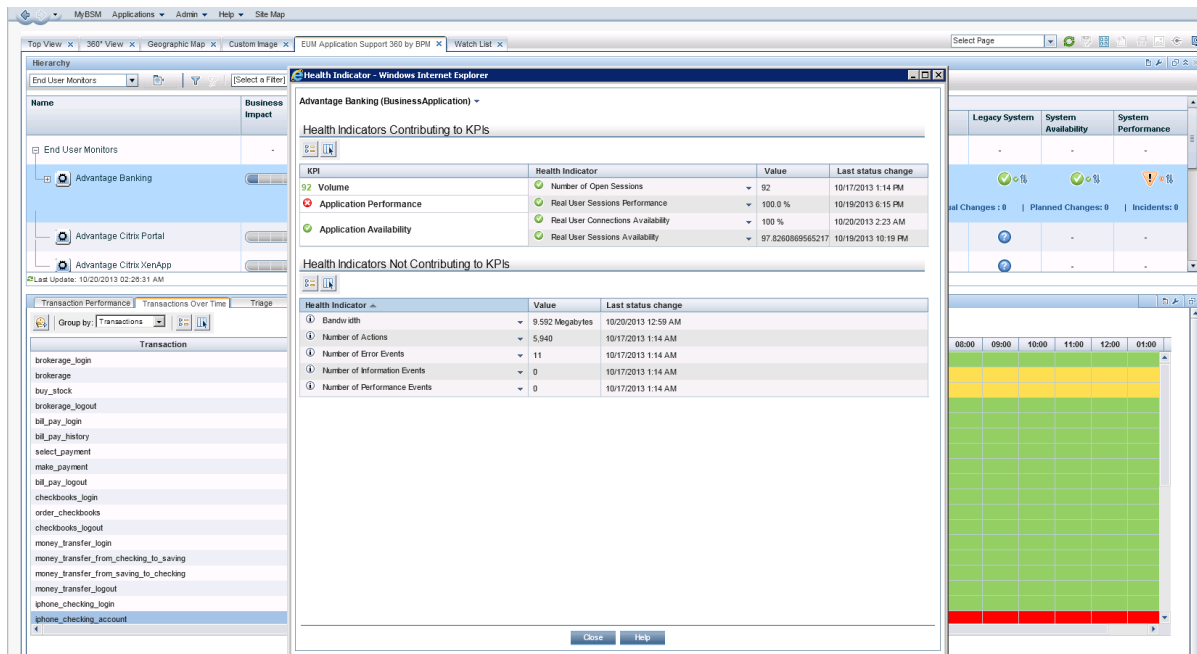 MyBSM Applications Admin Help Site Map
Top View x 360° View x Geographic Map x Custom Image x EUM Application Support 360 by BPM x Watch List x Select Page
Hierarchy
End User Monitors [Select a Filter]
Health Indicator - Windows Internet Explorer
Name Business Impact
Legacy System System Availability System Performance
End User Monitors - - - -
Advantage Banking
Changes : 0 | Planned Changes: 0 | Incidents: 0
Advantage Citrix Portal - -
Advantage Citrix XenApp - -
Last Update: 10/20/2013 02:26:31 AM
Advantage Banking (BusinessApplication)
Health Indicators Contributing to KPIs
KPI Health Indicator Value Last status change
92 Volume Number of Open Sessions 92 10/17/2013 1:14 PM
Application Performance Real User Sessions Performance 100.0 % 10/19/2013 6:15 PM
Application Availability Real User Connections Availability 100 % 10/20/2013 2:23 AM
Real User Sessions Availability 97.8260869565217 10/19/2013 10:19 PM
Health Indicators Not Contributing to KPIs
Health Indicator Value Last status change
Bandwidth 9.592 Megabytes 10/20/2013 12:59 AM
Number of Actions 5,940 10/17/2013 1:14 AM
Number of Error Events 11 10/17/2013 1:14 AM
Number of Information Events 0 10/17/2013 1:14 AM
Number of Performance Events 0 10/17/2013 1:14 AM
Close Help
Transaction Performance Transactions Over Time Triage
Group by: Transactions
Transaction 08:00 09:00 10:00 11:00 12:00 01:00
brokerage_login
brokerage
buy_stock
brokerage_logout
bill_pay_login
bill_pay_history
select_payment
make_payment
bill_pay_logout
checkbooks_login
order_checkbooks
checkbooks_logout
money_transfer_login
money_transfer_from_checking_to_saving
money_transfer_from_saving_to_checking
money_transfer_logout
iphone_checking_login
iphone_checking_account